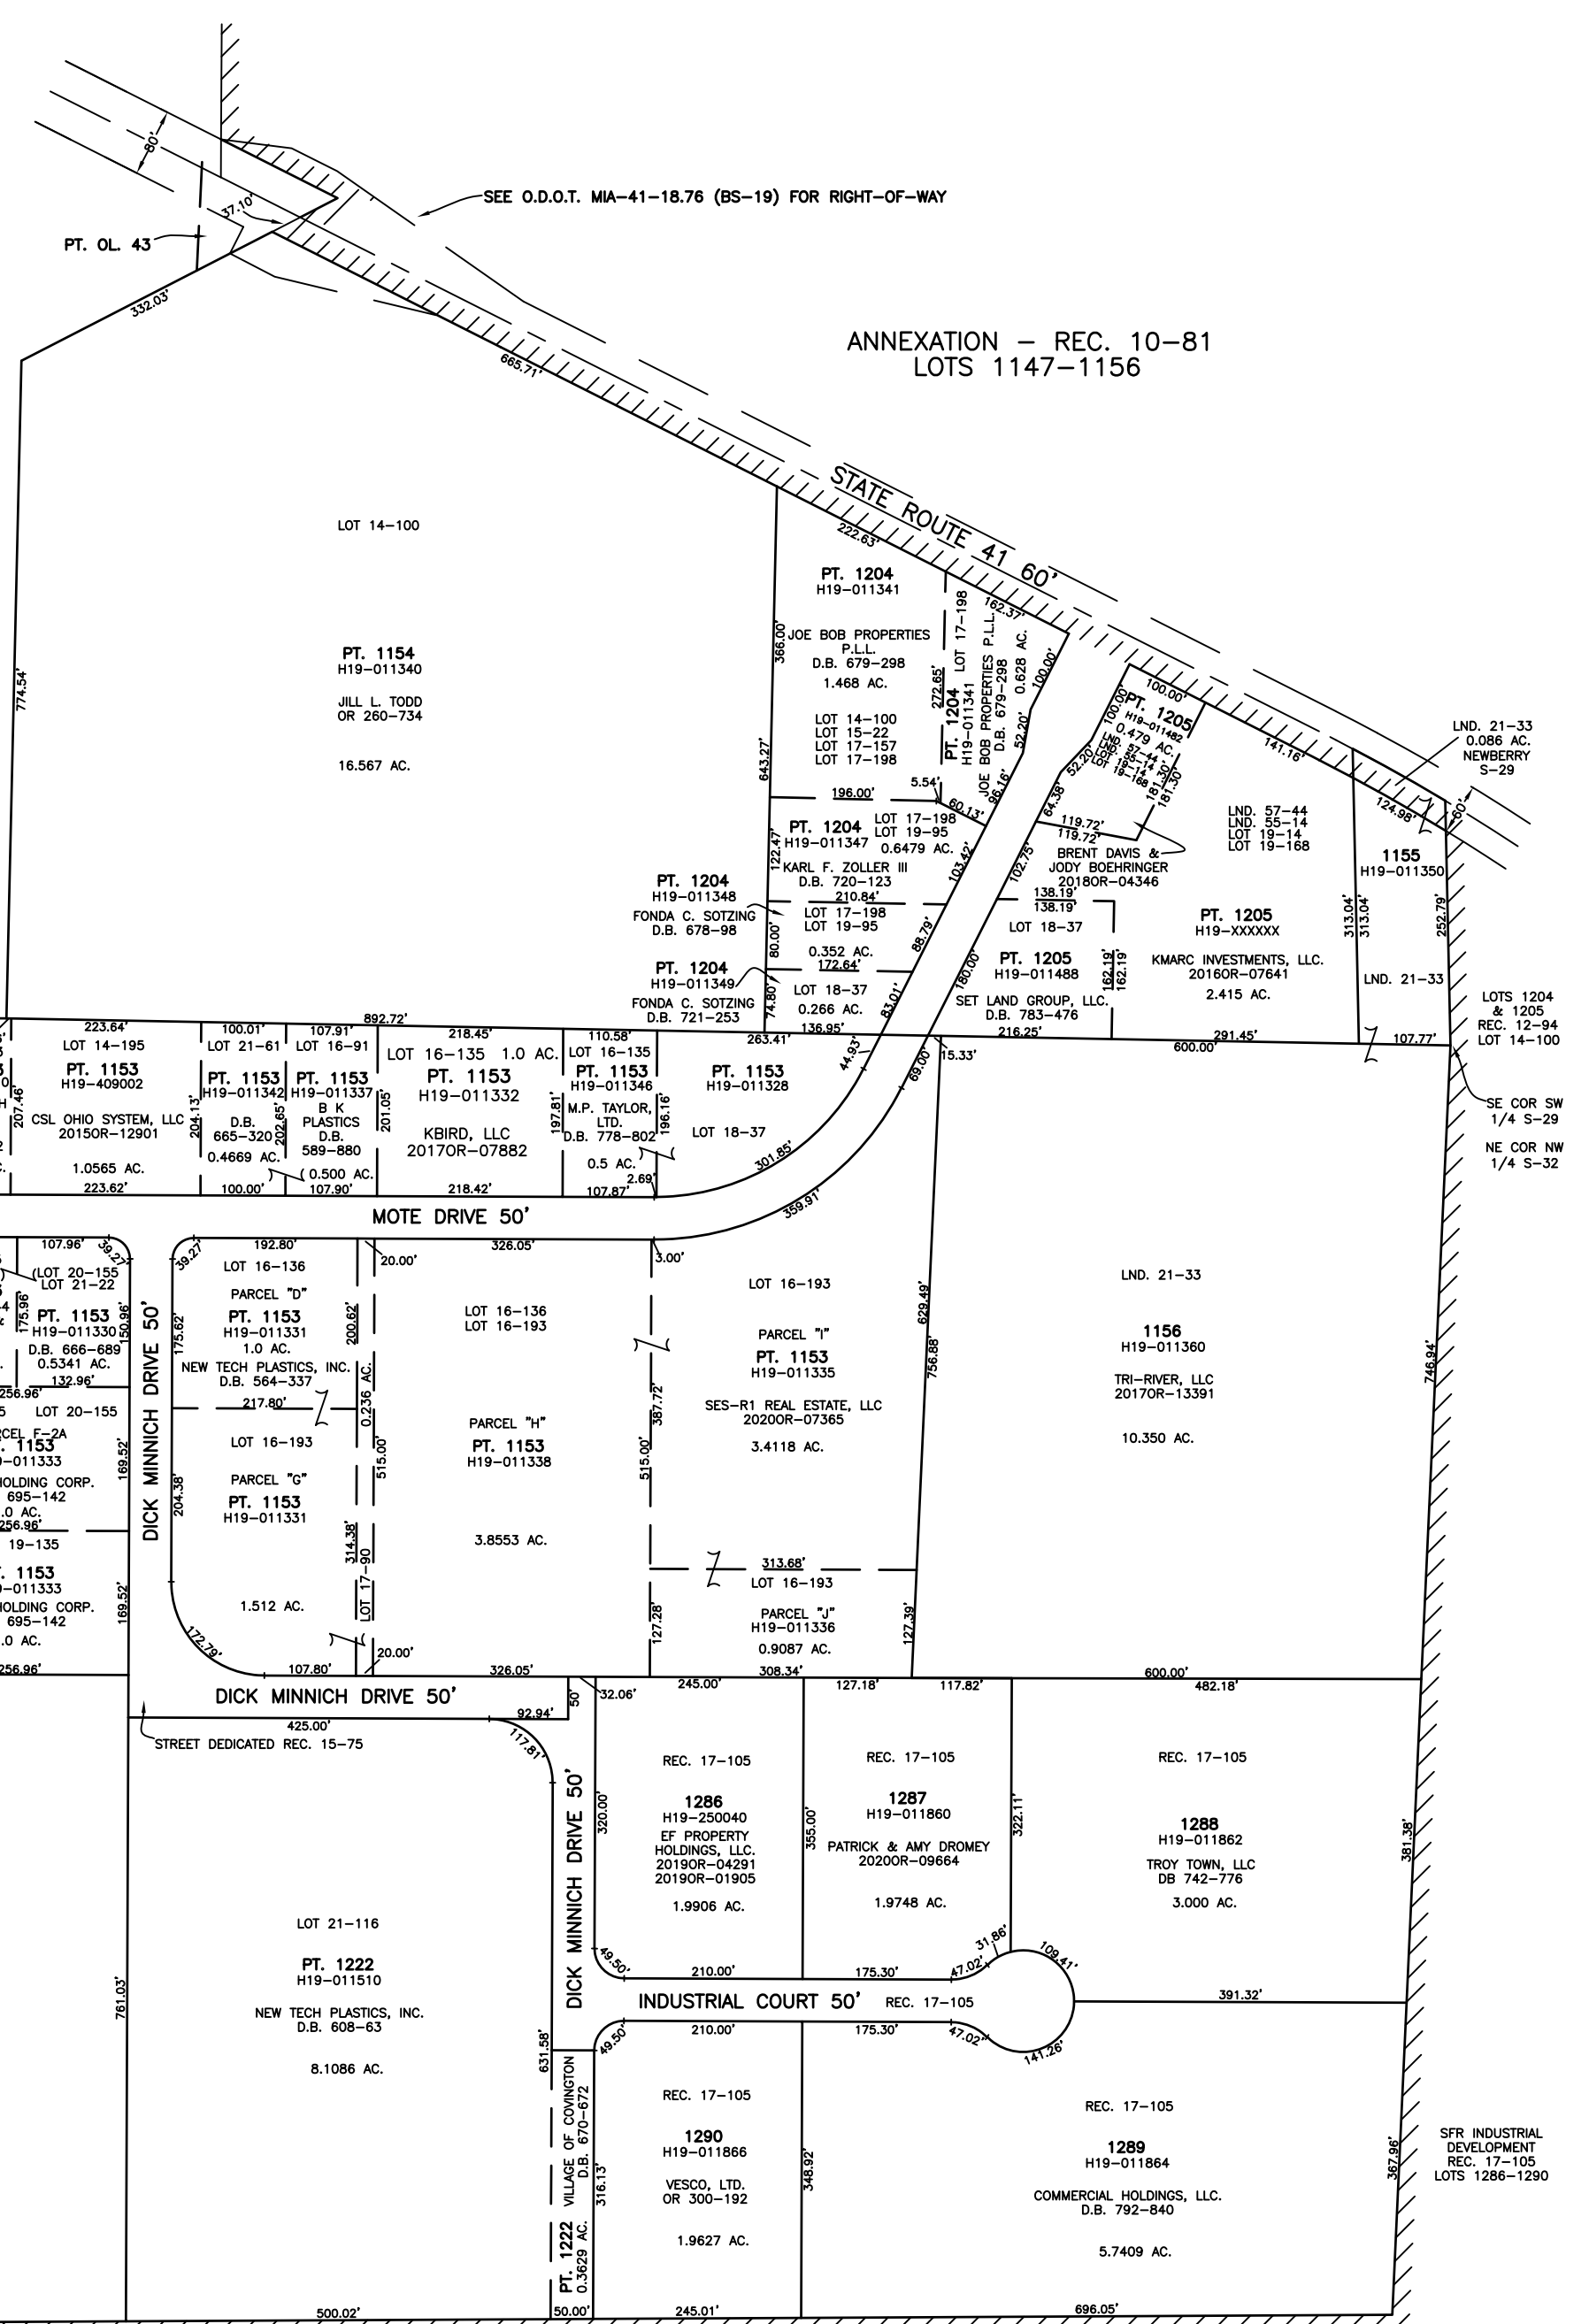 80'
37.10'
PT. OL. 43
SEE O.D.O.T. MIA-41-18.76 (BS-19) FOR RIGHT-OF-WAY
332.03'
665.71'
ANNEXATION - REC. 10-81
LOTS 1147-1156
STATE ROUTE 41 60'
774.54'
LOT 14-100
PT. 1154
H19-011340
JILL L. TODD
OR 260-734
16.567 AC.
222.63'
162.37'
366.00'
643.27'
PT. 1204
H19-011341
JOE BOB PROPERTIES
P.L.L.
D.B. 679-298
1.468 AC.
LOT 14-100
LOT 15-22
LOT 17-157
LOT 17-198
272.65'
PT. 1204
H19-011341
LOT 17-198
JOE BOB PROPERTIES P.L.L.
D.B. 679-298
0.628 AC.
100.00'
52.20'
96.16'
5.54'
196.00'
60.13'
122.47'
PT. 1204
H19-011347
LOT 17-198
LOT 19-95
0.6479 AC.
KARL F. ZOLLER III
D.B. 720-123
210.84'
103.42'
PT. 1204
H19-011348
FONDA C. SOTZING
D.B. 678-98
80.00'
LOT 17-198
LOT 19-95
0.352 AC.
172.64'
88.79'
PT. 1204
H19-011349
FONDA C. SOTZING
D.B. 721-253
74.80'
LOT 18-37
0.266 AC.
136.95'
83.01'
100.00'
100.00'
PT. 1205
H19-011482
0.479 AC.
LND. 57-44
LND. 55-14
LOT 19-14
LOT 19-168
181.30'
181.30'
52.20'
64.38'
119.72'
119.72'
BRENT DAVIS &
JODY BOEHRINGER
2018OR-04346
102.75'
138.19'
138.19'
LOT 18-37
PT. 1205
H19-011488
SET LAND GROUP, LLC.
D.B. 783-476
180.00'
162.19'
162.19'
216.25'
141.16'
LND. 57-44
LND. 55-14
LOT 19-14
LOT 19-168
PT. 1205
H19-XXXXXX
KMARC INVESTMENTS, LLC.
2016OR-07641
2.415 AC.
313.04'
313.04'
291.45'
600.00'
124.98'
60'
LND. 21-33
0.086 AC.
NEWBERRY
S-29
1155
H19-011350
252.79'
LND. 21-33
107.77'
LOTS 1204
& 1205
REC. 12-94
LOT 14-100
SE COR SW
1/4 S-29
NE COR NW
1/4 S-32
892.72'
223.64'
LOT 14-195
PT. 1153
H19-409002
CSL OHIO SYSTEM, LLC
2015OR-12901
1.0565 AC.
223.62'
207.46'
204.13'
100.01'
LOT 21-61
PT. 1153
H19-011342
D.B.
665-320
0.4669 AC.
100.00'
202.65'
107.91'
LOT 16-91
PT. 1153
H19-011337
B K
PLASTICS
D.B.
589-880
0.500 AC.
107.90'
201.05'
218.45'
LOT 16-135 1.0 AC.
PT. 1153
H19-011332
KBIRD, LLC
2017OR-07882
218.42'
197.81'
110.58'
LOT 16-135
PT. 1153
H19-011346
M.P. TAYLOR,
LTD.
D.B. 778-802
0.5 AC.
107.87'
2.69'
196.16'
263.41'
PT. 1153
H19-011328
LOT 18-37
301.85'
44.93'
69.00'
15.33'
359.91'
MOTE DRIVE 50'
107.96'
39.27'
(LOT 20-155
LOT 21-22
175.96'
PT. 1153
H19-011330
D.B. 666-689
0.5341 AC.
132.96'
150.96'
256.96'
LOT 20-155
1153
-011333
HOLDING CORP.
695-142
.0 AC.
256.96'
169.52'
19-135
1153
-011333
HOLDING CORP.
695-142
.0 AC.
256.96'
169.52'
DICK MINNICH DRIVE 50'
39.27'
192.80'
LOT 16-136
PARCEL "D"
PT. 1153
H19-011331
1.0 AC.
NEW TECH PLASTICS, INC.
D.B. 564-337
217.80'
175.62'
200.62'
LOT 16-193
PARCEL "G"
PT. 1153
H19-011331
1.512 AC.
204.38'
172.79'
107.80'
314.38'
0.236 AC.
LOT 17-90
20.00'
20.00'
515.00'
326.05'
LOT 16-136
LOT 16-193
PARCEL "H"
PT. 1153
H19-011338
3.8553 AC.
326.05'
3.00'
387.72'
515.00'
127.28'
LOT 16-193
PARCEL "I"
PT. 1153
H19-011335
SES-R1 REAL ESTATE, LLC
2020OR-07365
3.4118 AC.
313.68'
LOT 16-193
PARCEL "J"
H19-011336
0.9087 AC.
308.34'
127.39'
629.49'
756.88'
LND. 21-33
1156
H19-011360
TRI-RIVER, LLC
2017OR-13391
10.350 AC.
746.94'
600.00'
DICK MINNICH DRIVE 50'
425.00'
92.94'
50'
32.06'
117.81'
STREET DEDICATED REC. 15-75
DICK MINNICH DRIVE 50'
245.00'
REC. 17-105
1286
H19-250040
EF PROPERTY
HOLDINGS, LLC.
2019OR-04291
2019OR-01905
1.9906 AC.
320.00'
355.00'
49.50'
210.00'
127.18'
117.82'
REC. 17-105
1287
H19-011860
PATRICK & AMY DROMEY
2020OR-09664
1.9748 AC.
322.11'
175.30'
47.02'
31.86'
482.18'
REC. 17-105
1288
H19-011862
TROY TOWN, LLC
DB 742-776
3.000 AC.
381.38'
109.41'
391.32'
INDUSTRIAL COURT 50'
REC. 17-105
LOT 21-116
PT. 1222
H19-011510
NEW TECH PLASTICS, INC.
D.B. 608-63
8.1086 AC.
761.03'
631.58'
500.02'
PT. 1222
0.3629 AC.
VILLAGE OF COVINGTON
D.B. 670-672
50.00'
316.13'
49.50'
210.00'
REC. 17-105
1290
H19-011866
VESCO, LTD.
OR 300-192
1.9627 AC.
245.01'
348.92'
175.30'
47.02'
141.26'
REC. 17-105
1289
H19-011864
COMMERCIAL HOLDINGS, LLC.
D.B. 792-840
5.7409 AC.
696.05'
367.96'
SFR INDUSTRIAL
DEVELOPMENT
REC. 17-105
LOTS 1286-1290